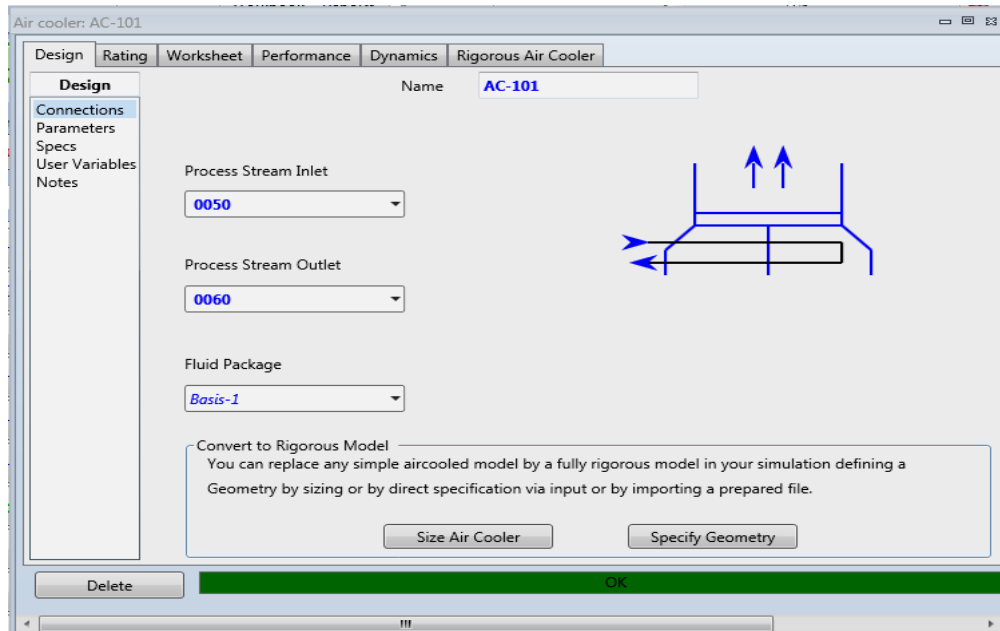 Air cooler: AC-101
Design Rating Worksheet Performance Dynamics Rigorous Air Cooler
Design
Connections
Parameters
Specs
User Variables
Notes
Name AC-101
Process Stream Inlet
0050
Process Stream Outlet
0060
Fluid Package
Basis-1
Convert to Rigorous Model
You can replace any simple aircooled model by a fully rigorous model in your simulation defining a
Geometry by sizing or by direct specification via input or by importing a prepared file.
Size Air Cooler Specify Geometry
Delete OK